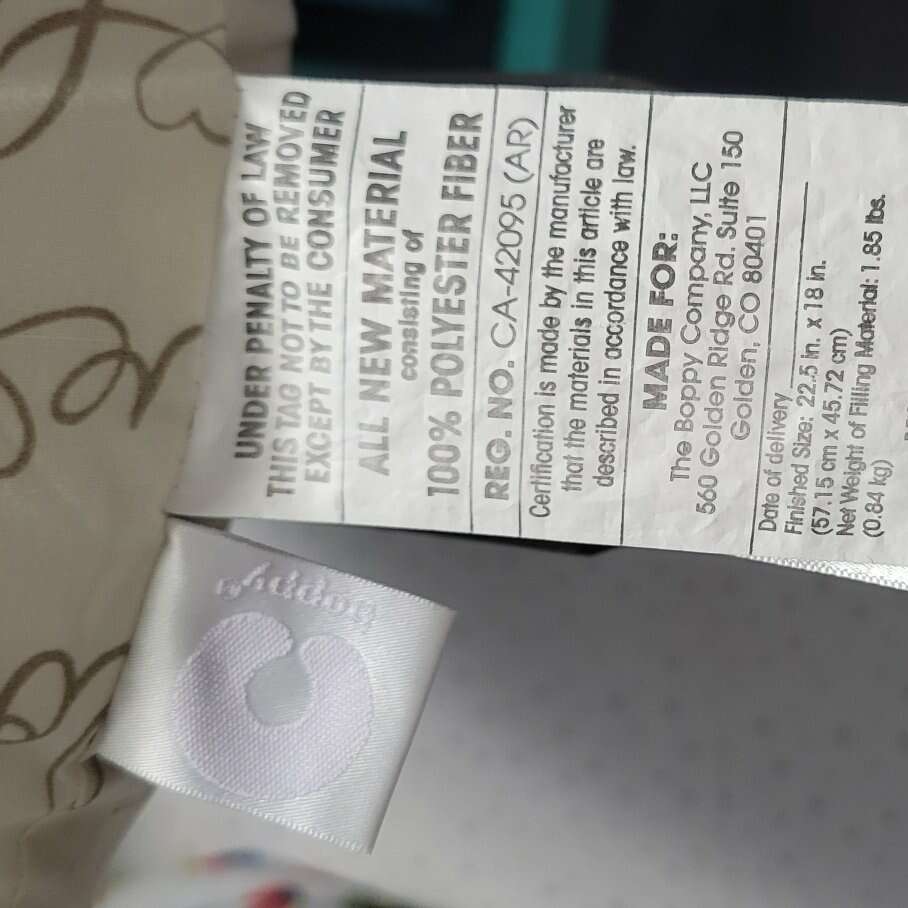 UNDER PENALTY OF LAW
THIS TAG NOT TO BE REMOVED
EXCEPT BY THE CONSUMER
ALL NEW MATERIAL
consisting of
100% POLYESTER FIBER
REG. NO. CA-42095 (AR)
Certification is made by the manufacturer
that the materials in this article are
described in accordance with law.
MADE FOR:
The Boppy Company, LLC
560 Golden Ridge Rd. Suite 150
Golden, CO 80401
Date of delivery
Finished Size: 22.5 in. x 18 in.
(57.15 cm x 45.72 cm)
Net Weight of Filling Material: 1.85 lbs.
(0.84 kg)
Boppy